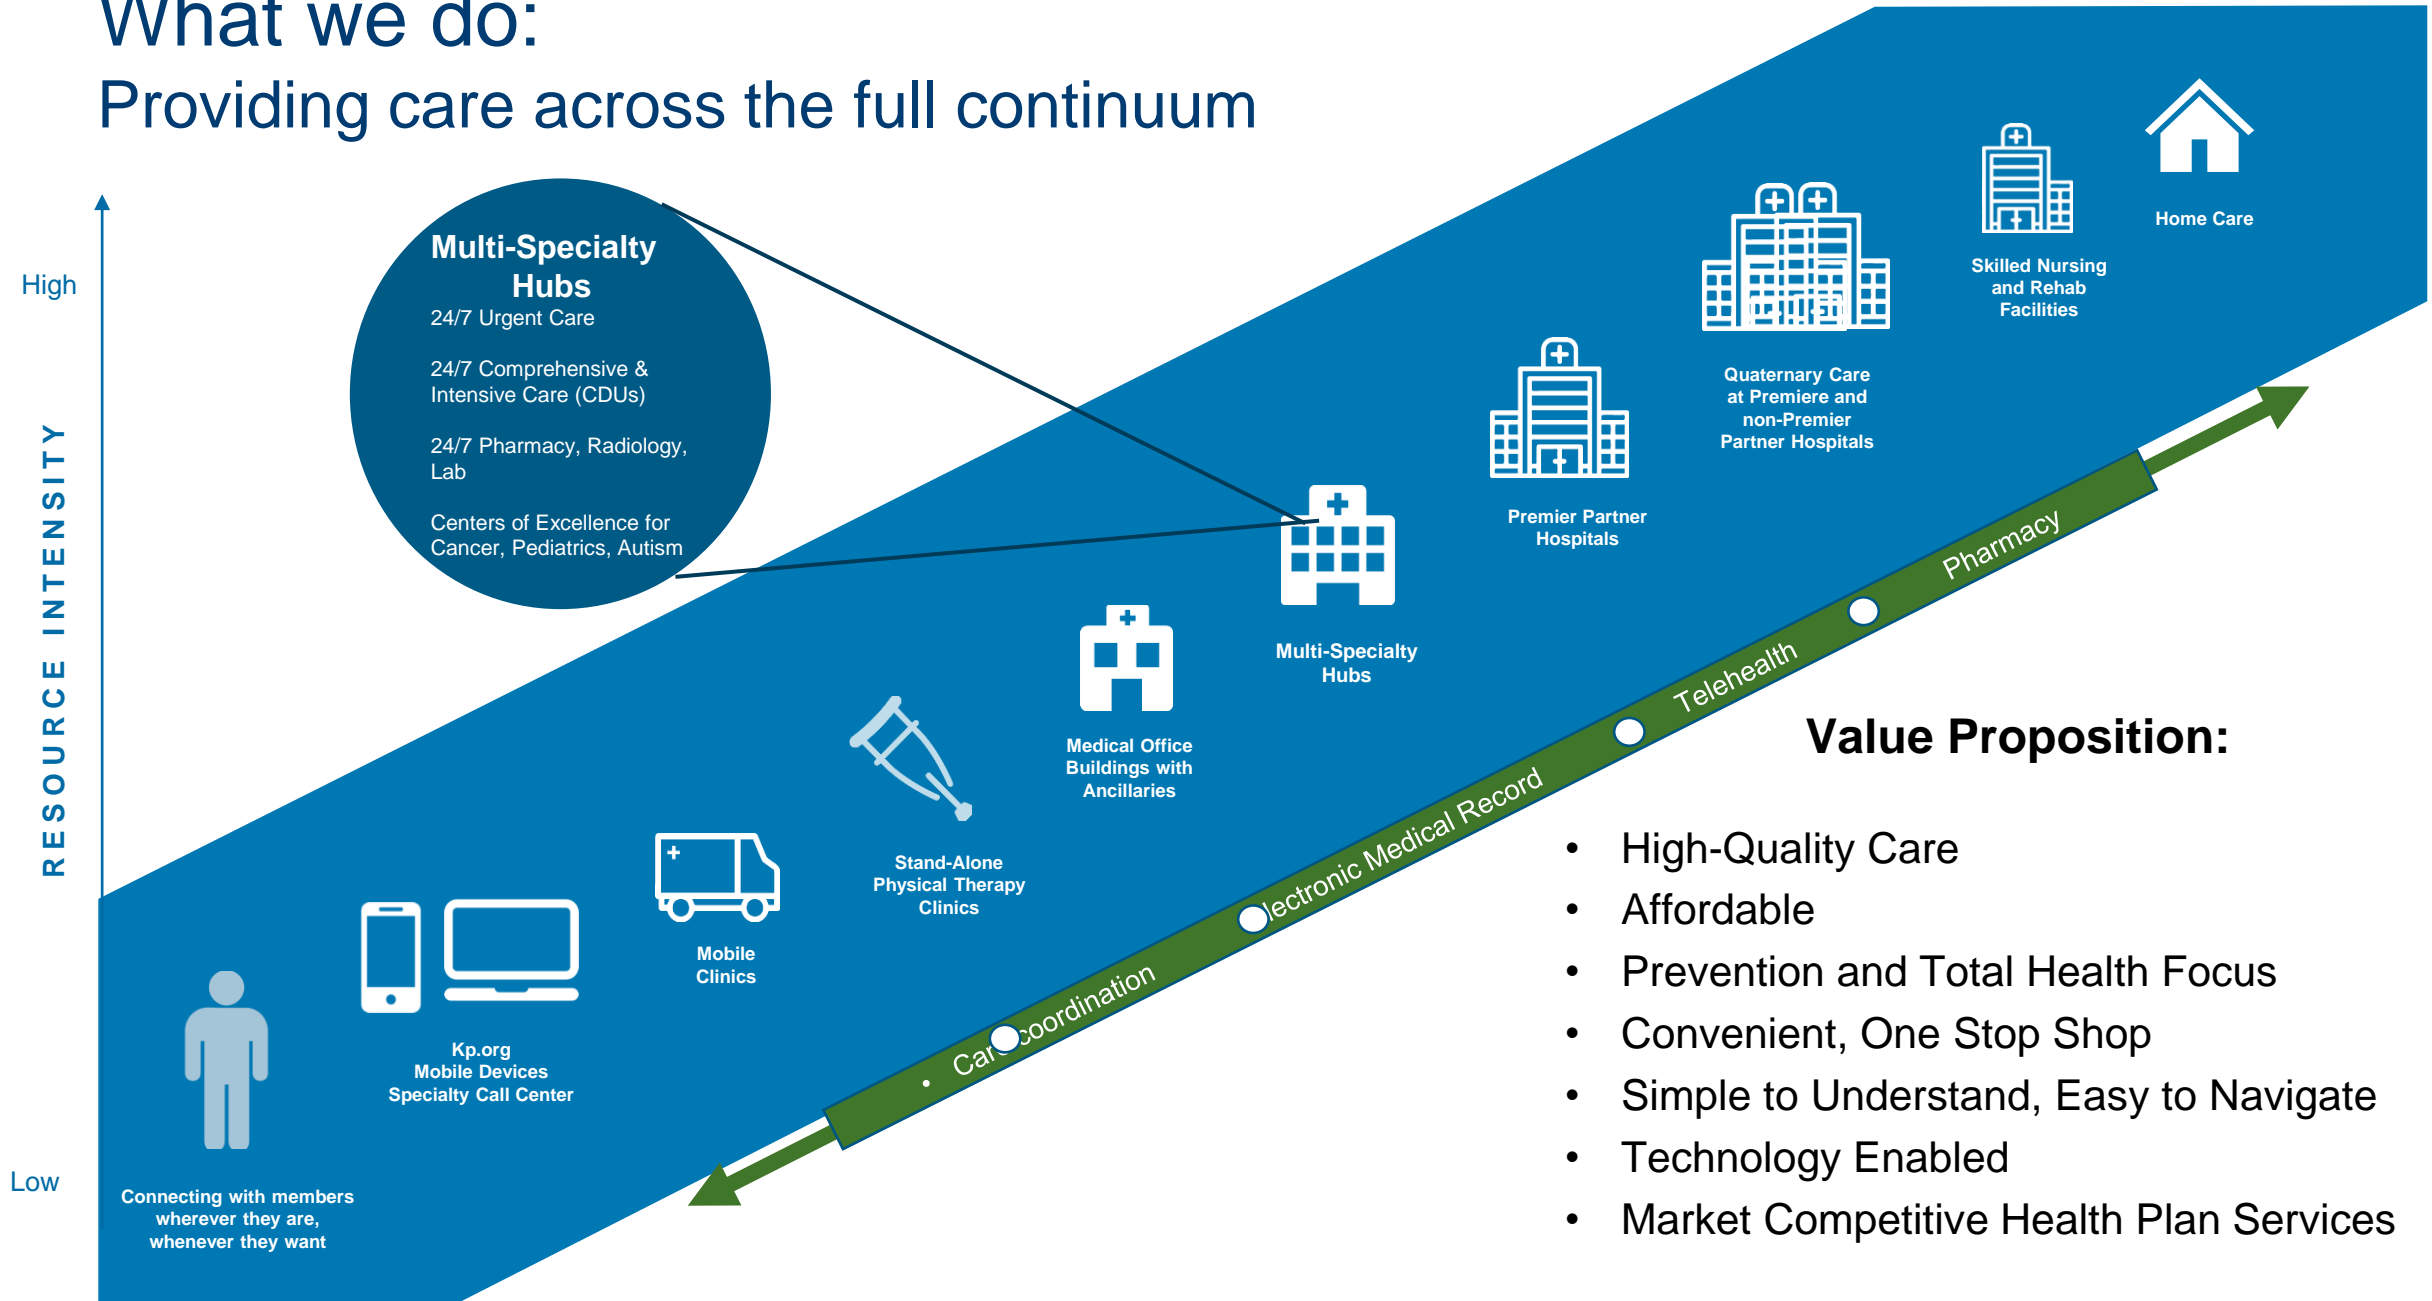 What we do:
Providing care across the full continuum
High
RESOURCE INTENSITY
Low
Multi-Specialty
Hubs
24/7 Urgent Care
24/7 Comprehensive &
Intensive Care (CDUs)
24/7 Pharmacy, Radiology,
Lab
Centers of Excellence for
Cancer, Pediatrics, Autism
Connecting with members
wherever they are,
whenever they want
Kp.org
Mobile Devices
Specialty Call Center
Mobile
Clinics
Stand-Alone
Physical Therapy
Clinics
Medical Office
Buildings with
Ancillaries
Multi-Specialty
Hubs
Premier Partner
Hospitals
Quaternary Care
at Premiere and
non-Premier
Partner Hospitals
Skilled Nursing
and Rehab
Facilities
Home Care
• Care coordination
Electronic Medical Record
Telehealth
Pharmacy
Value Proposition:
• High-Quality Care
• Affordable
• Prevention and Total Health Focus
• Convenient, One Stop Shop
• Simple to Understand, Easy to Navigate
• Technology Enabled
• Market Competitive Health Plan Services